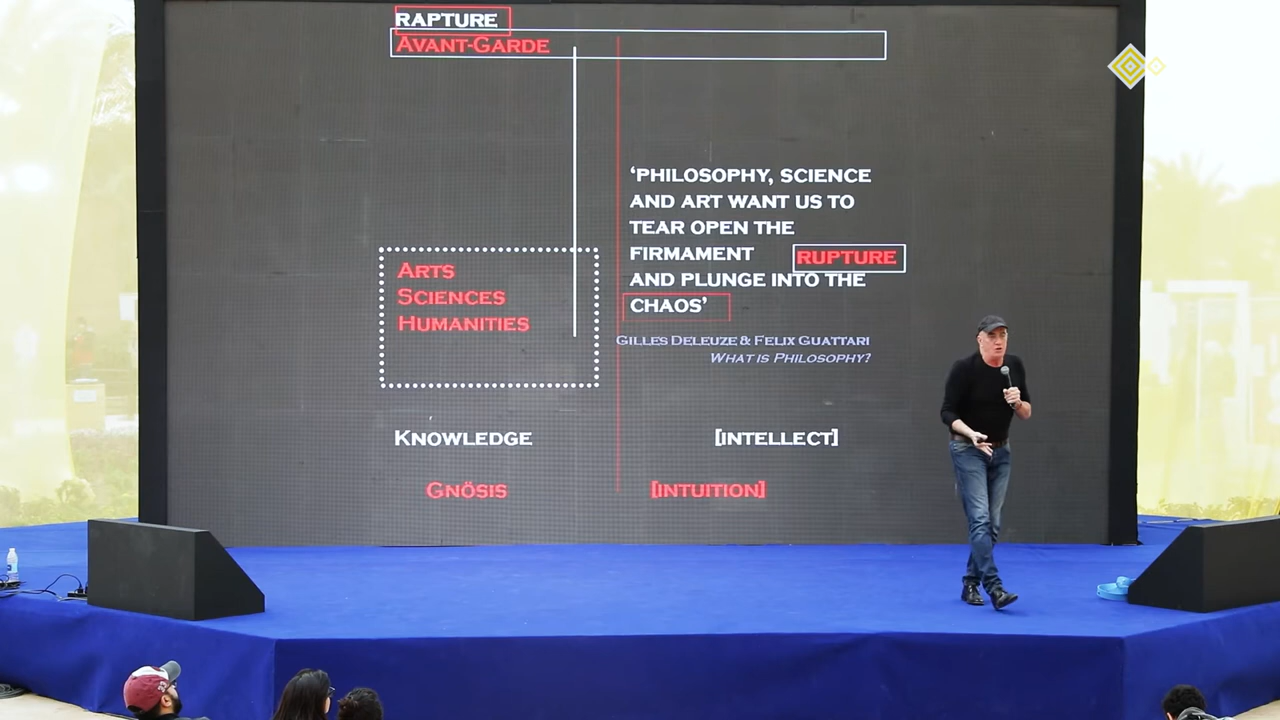 RAPTURE
AVANT-GARDE
'PHILOSOPHY, SCIENCE
AND ART WANT US TO
TEAR OPEN THE
FIRMAMENT RUPTURE
AND PLUNGE INTO THE
CHAOS'
GILLES DELEUZE & FELIX GUATTARI
WHAT IS PHILOSOPHY?
ARTS
SCIENCES
HUMANITIES
KNOWLEDGE [INTELLECT]
GNÖSIS [INTUITION]